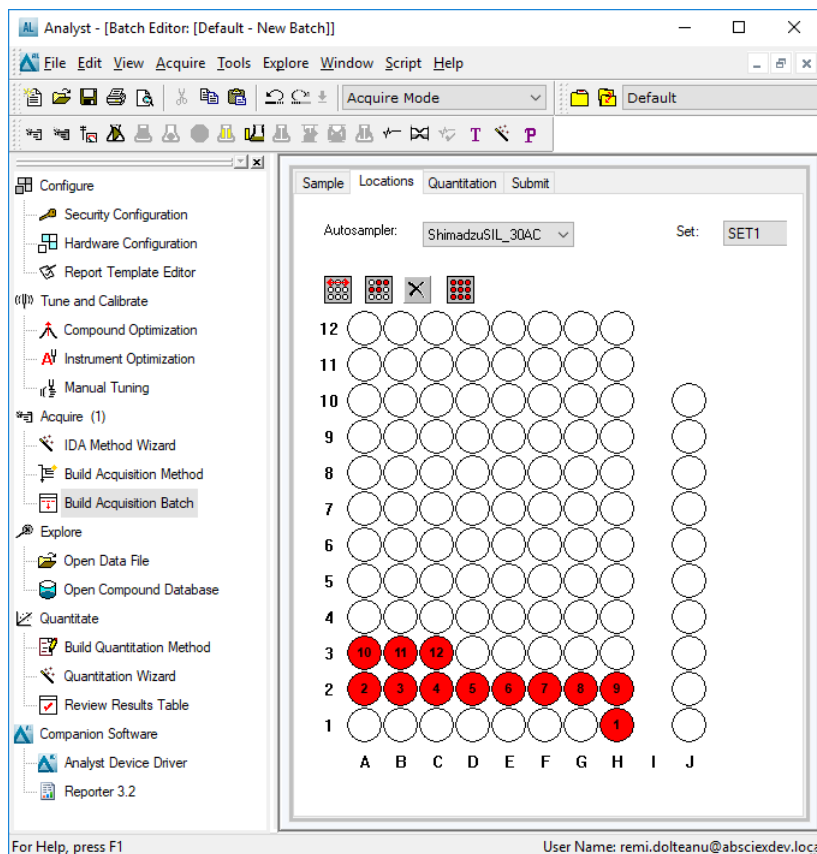 AL Analyst - [Batch Editor: [Default - New Batch]]
File Edit View Acquire Tools Explore Window Script Help
Acquire Mode Default
T P
Configure
Security Configuration
Hardware Configuration
Report Template Editor
Tune and Calibrate
Compound Optimization
Instrument Optimization
Manual Tuning
Acquire (1)
IDA Method Wizard
Build Acquisition Method
Build Acquisition Batch
Explore
Open Data File
Open Compound Database
Quantitate
Build Quantitation Method
Quantitation Wizard
Review Results Table
Companion Software
Analyst Device Driver
Reporter 3.2
Sample Locations Quantitation Submit
Autosampler: ShimadzuSIL_30AC Set: SET1
12
11
10
9
8
7
6
5
4
3 10 11 12
2 2 3 4 5 6 7 8 9
1 1
A B C D E F G H I J
For Help, press F1 User Name: remi.dolteanu@absciexdev.loca